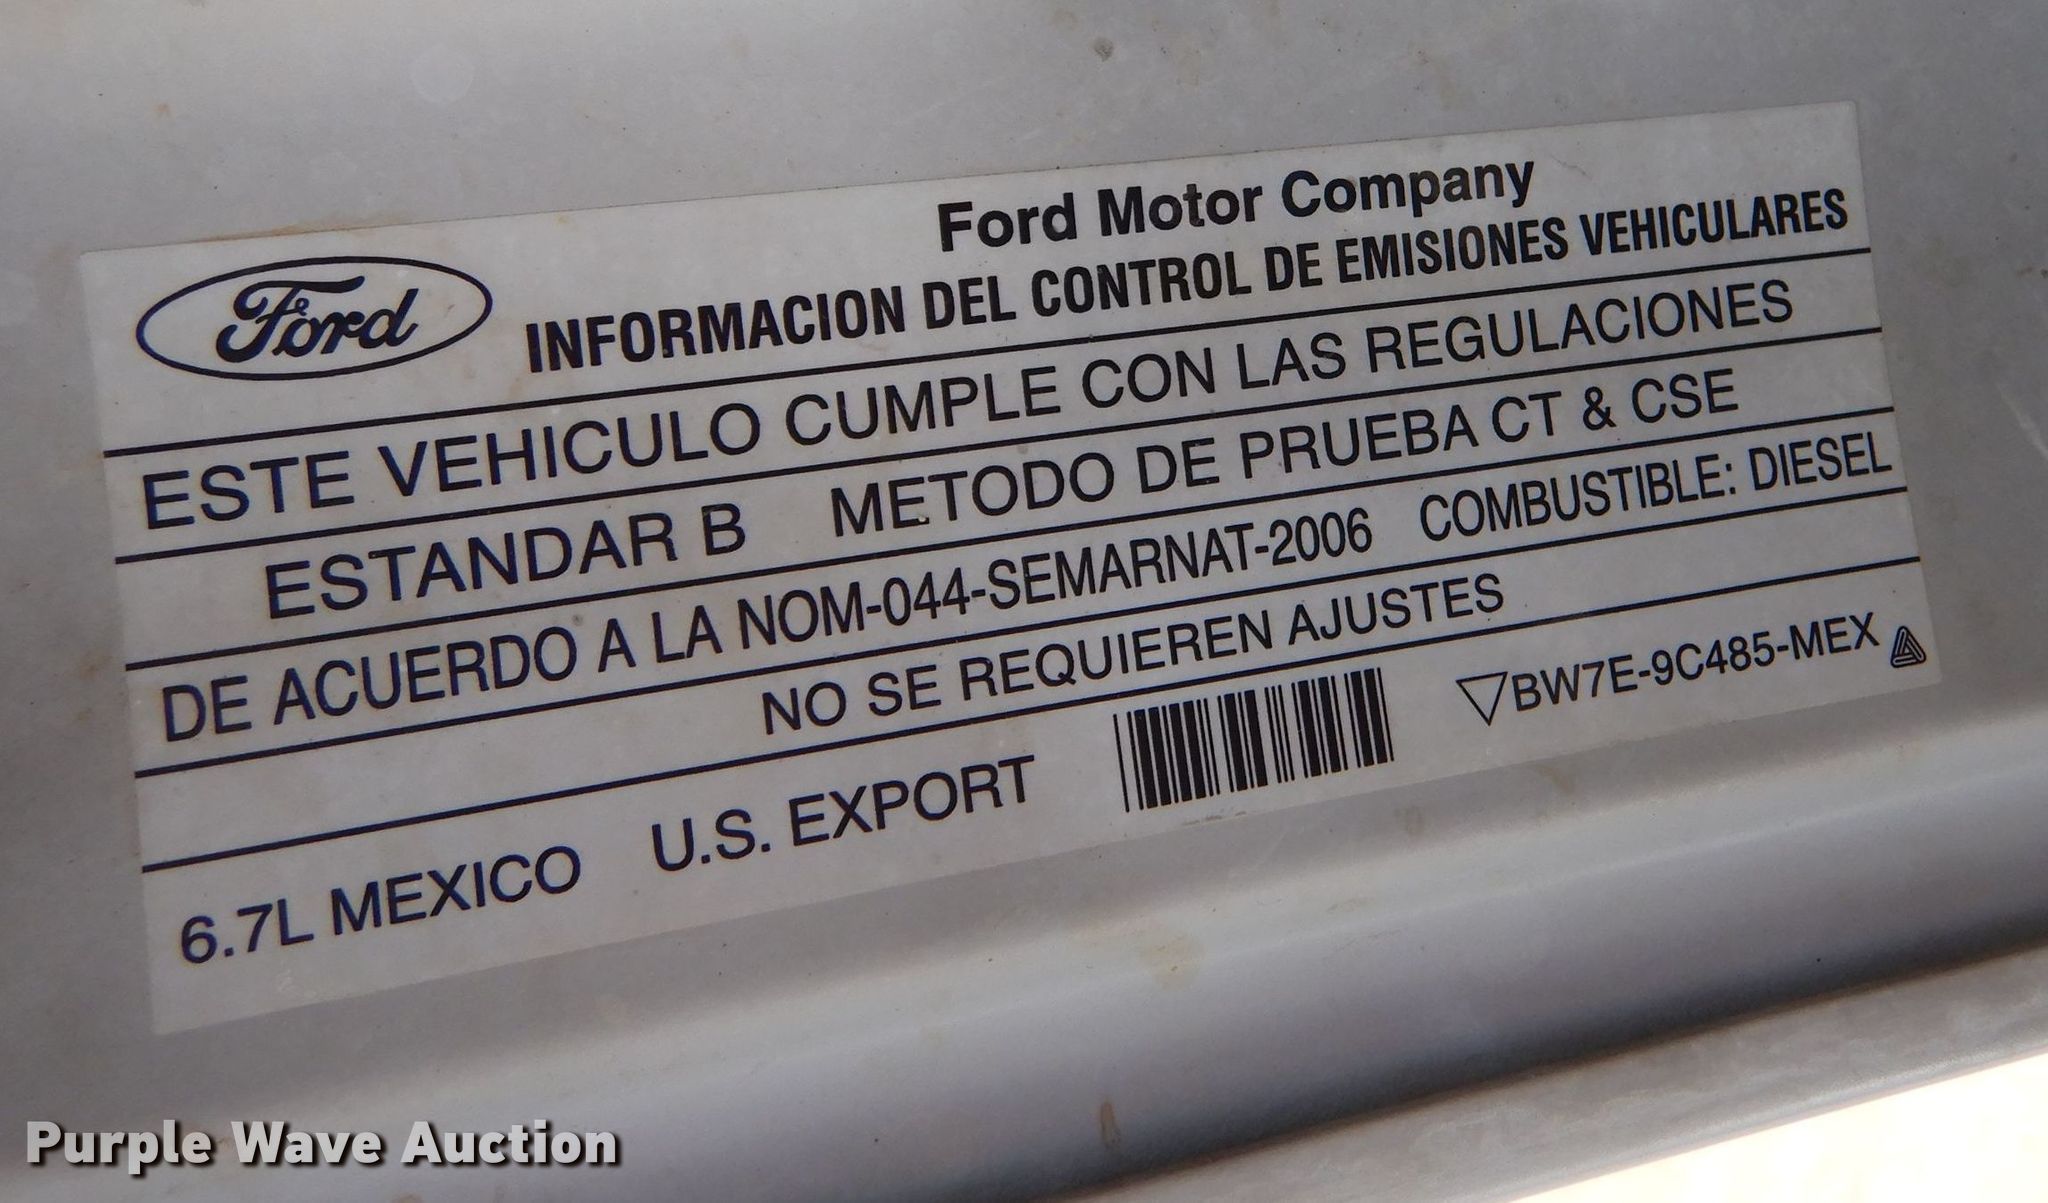 Ford Motor Company
Ford INFORMACION DEL CONTROL DE EMISIONES VEHICULARES
ESTE VEHICULO CUMPLE CON LAS REGULACIONES
ESTANDAR B METODO DE PRUEBA CT & CSE
DE ACUERDO A LA NOM-044-SEMARNAT-2006 COMBUSTIBLE: DIESEL
NO SE REQUIEREN AJUSTES
6.7L MEXICO U.S. EXPORT ▽BW7E-9C485-MEX
Purple Wave Auction